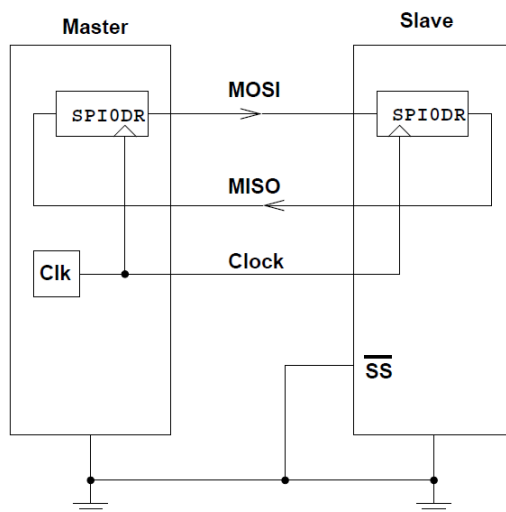 Master
Slave
MOSI
SPI0DR
SPI0DR
MISO
Clk
Clock
SS